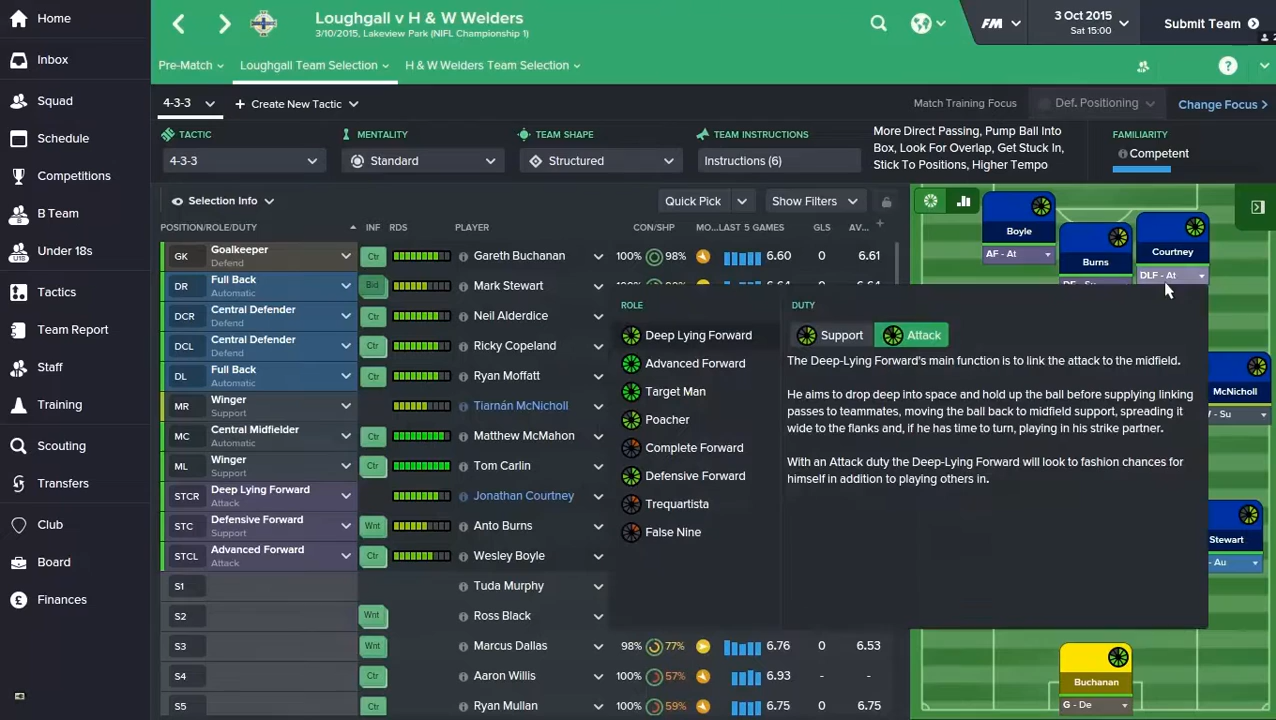 Home
Inbox
Squad
Schedule
Competitions
B Team
Under 18s
Tactics
Team Report
Staff
Training
Scouting
Transfers
Club
Board
Finances
Loughgall v H & W Welders
3/10/2015, Lakeview Park (NIFL Championship 1)
FM
3 Oct 2015
Sat 15:00
Submit Team
Pre-Match
Loughgall Team Selection
H & W Welders Team Selection
4-3-3
Create New Tactic
Match Training Focus
Def. Positioning
Change Focus >
TACTIC
4-3-3
MENTALITY
Standard
TEAM SHAPE
Structured
TEAM INSTRUCTIONS
Instructions (6)
More Direct Passing, Pump Ball Into
Box, Look For Overlap, Get Stuck In,
Stick To Positions, Higher Tempo
FAMILIARITY
Competent
Selection Info
Quick Pick
Show Filters
POSITION/ROLE/DUTY INF RDS PLAYER CON/SHP MO... LAST 5 GAMES GLS AV...
GK Goalkeeper Defend Ctr Gareth Buchanan 100% 98% 6.60 0 6.61
DR Full Back Automatic Bid Mark Stewart
DCR Central Defender Defend Ctr Neil Alderdice
DCL Central Defender Defend Ctr Ricky Copeland
DL Full Back Automatic Ctr Ryan Moffatt
MR Winger Support Tiarnán McNicholl
MC Central Midfielder Automatic Ctr Matthew McMahon
ML Winger Support Ctr Tom Carlin
STCR Deep Lying Forward Attack Jonathan Courtney
STC Defensive Forward Support Wnt Anto Burns
STCL Advanced Forward Attack Ctr Wesley Boyle
S1 Tuda Murphy
S2 Wnt Ross Black
S3 Wnt Marcus Dallas 98% 77% 6.76 0 6.53
S4 Ctr Aaron Willis 100% 57% 6.93 - -
S5 Ctr Ryan Mullan 100% 59% 6.75 0 6.75
ROLE
Deep Lying Forward
Advanced Forward
Target Man
Poacher
Complete Forward
Defensive Forward
Trequartista
False Nine
DUTY
Support
Attack
The Deep-Lying Forward's main function is to link the attack to the midfield.
He aims to drop deep into space and hold up the ball before supplying linking
passes to teammates, moving the ball back to midfield support, spreading it
wide to the flanks and, if he has time to turn, playing in his strike partner.
With an Attack duty the Deep-Lying Forward will look to fashion chances for
himself in addition to playing others in.
Boyle
AF - At
Burns
Courtney
DLF - At
McNicholl
- Su
Stewart
- Au
Buchanan
G - De